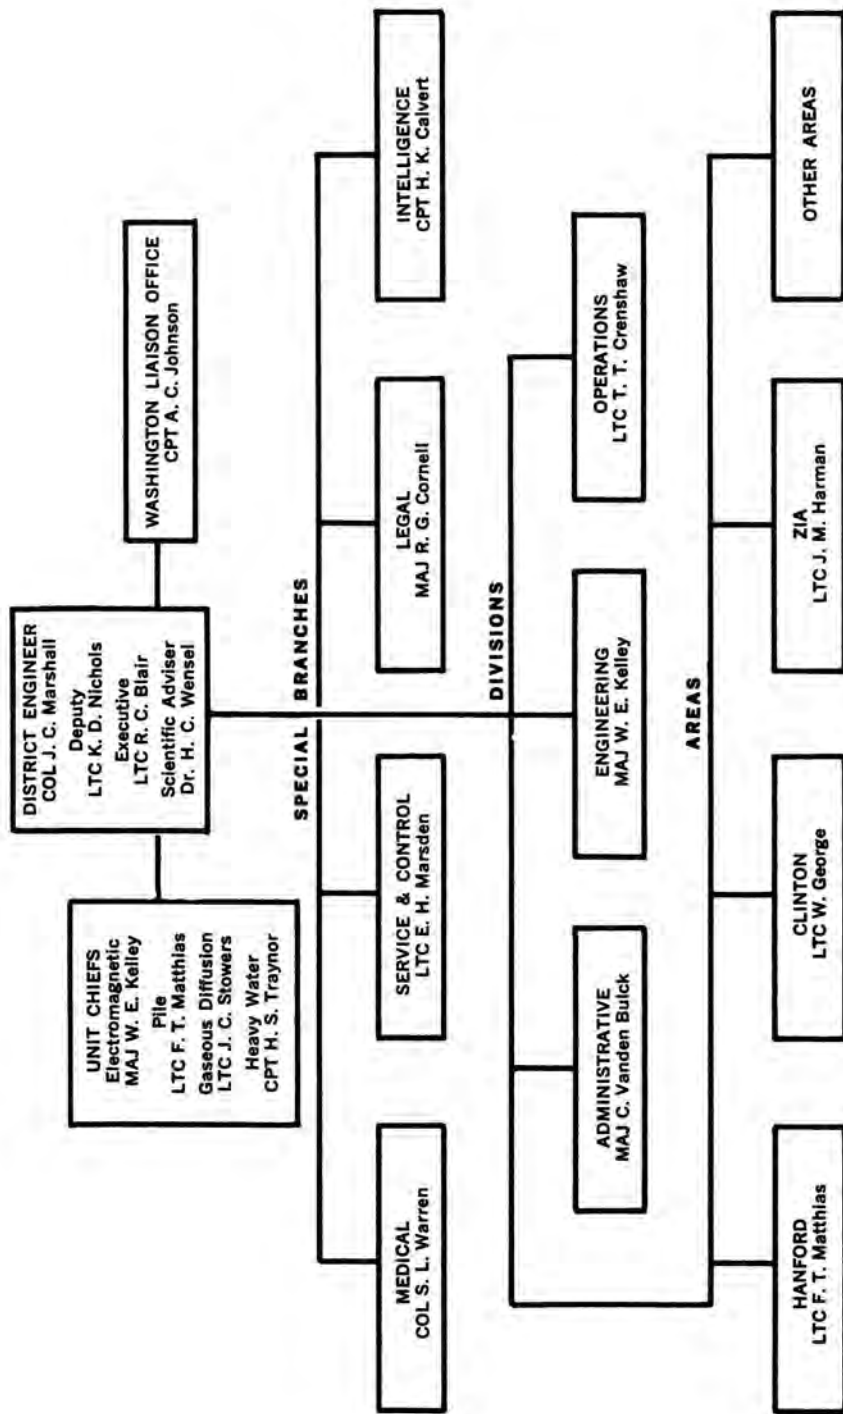 DISTRICT ENGINEER
COL J. C. Marshall
Deputy
LTC K. D. Nichols
Executive
LTC R. C. Blair
Scientific Adviser
Dr. H. C. Wensel
UNIT CHIEFS
Electromagnetic
MAJ W. E. Kelley
Pile
LTC F. T. Matthias
Gaseous Diffusion
LTC J. C. Stowers
Heavy Water
CPT H. S. Traynor
WASHINGTON LIAISON OFFICE
CPT A. C. Johnson
SPECIAL BRANCHES
MEDICAL
COL S. L. Warren
SERVICE & CONTROL
LTC E. H. Marsden
LEGAL
MAJ R. G. Cornell
INTELLIGENCE
CPT H. K. Calvert
DIVISIONS
ADMINISTRATIVE
MAJ C. Vanden Bulck
ENGINEERING
MAJ W. E. Kelley
OPERATIONS
LTC T. T. Crenshaw
AREAS
HANFORD
LTC F. T. Matthias
CLINTON
LTC W. George
ZIA
LTC J. M. Harman
OTHER AREAS